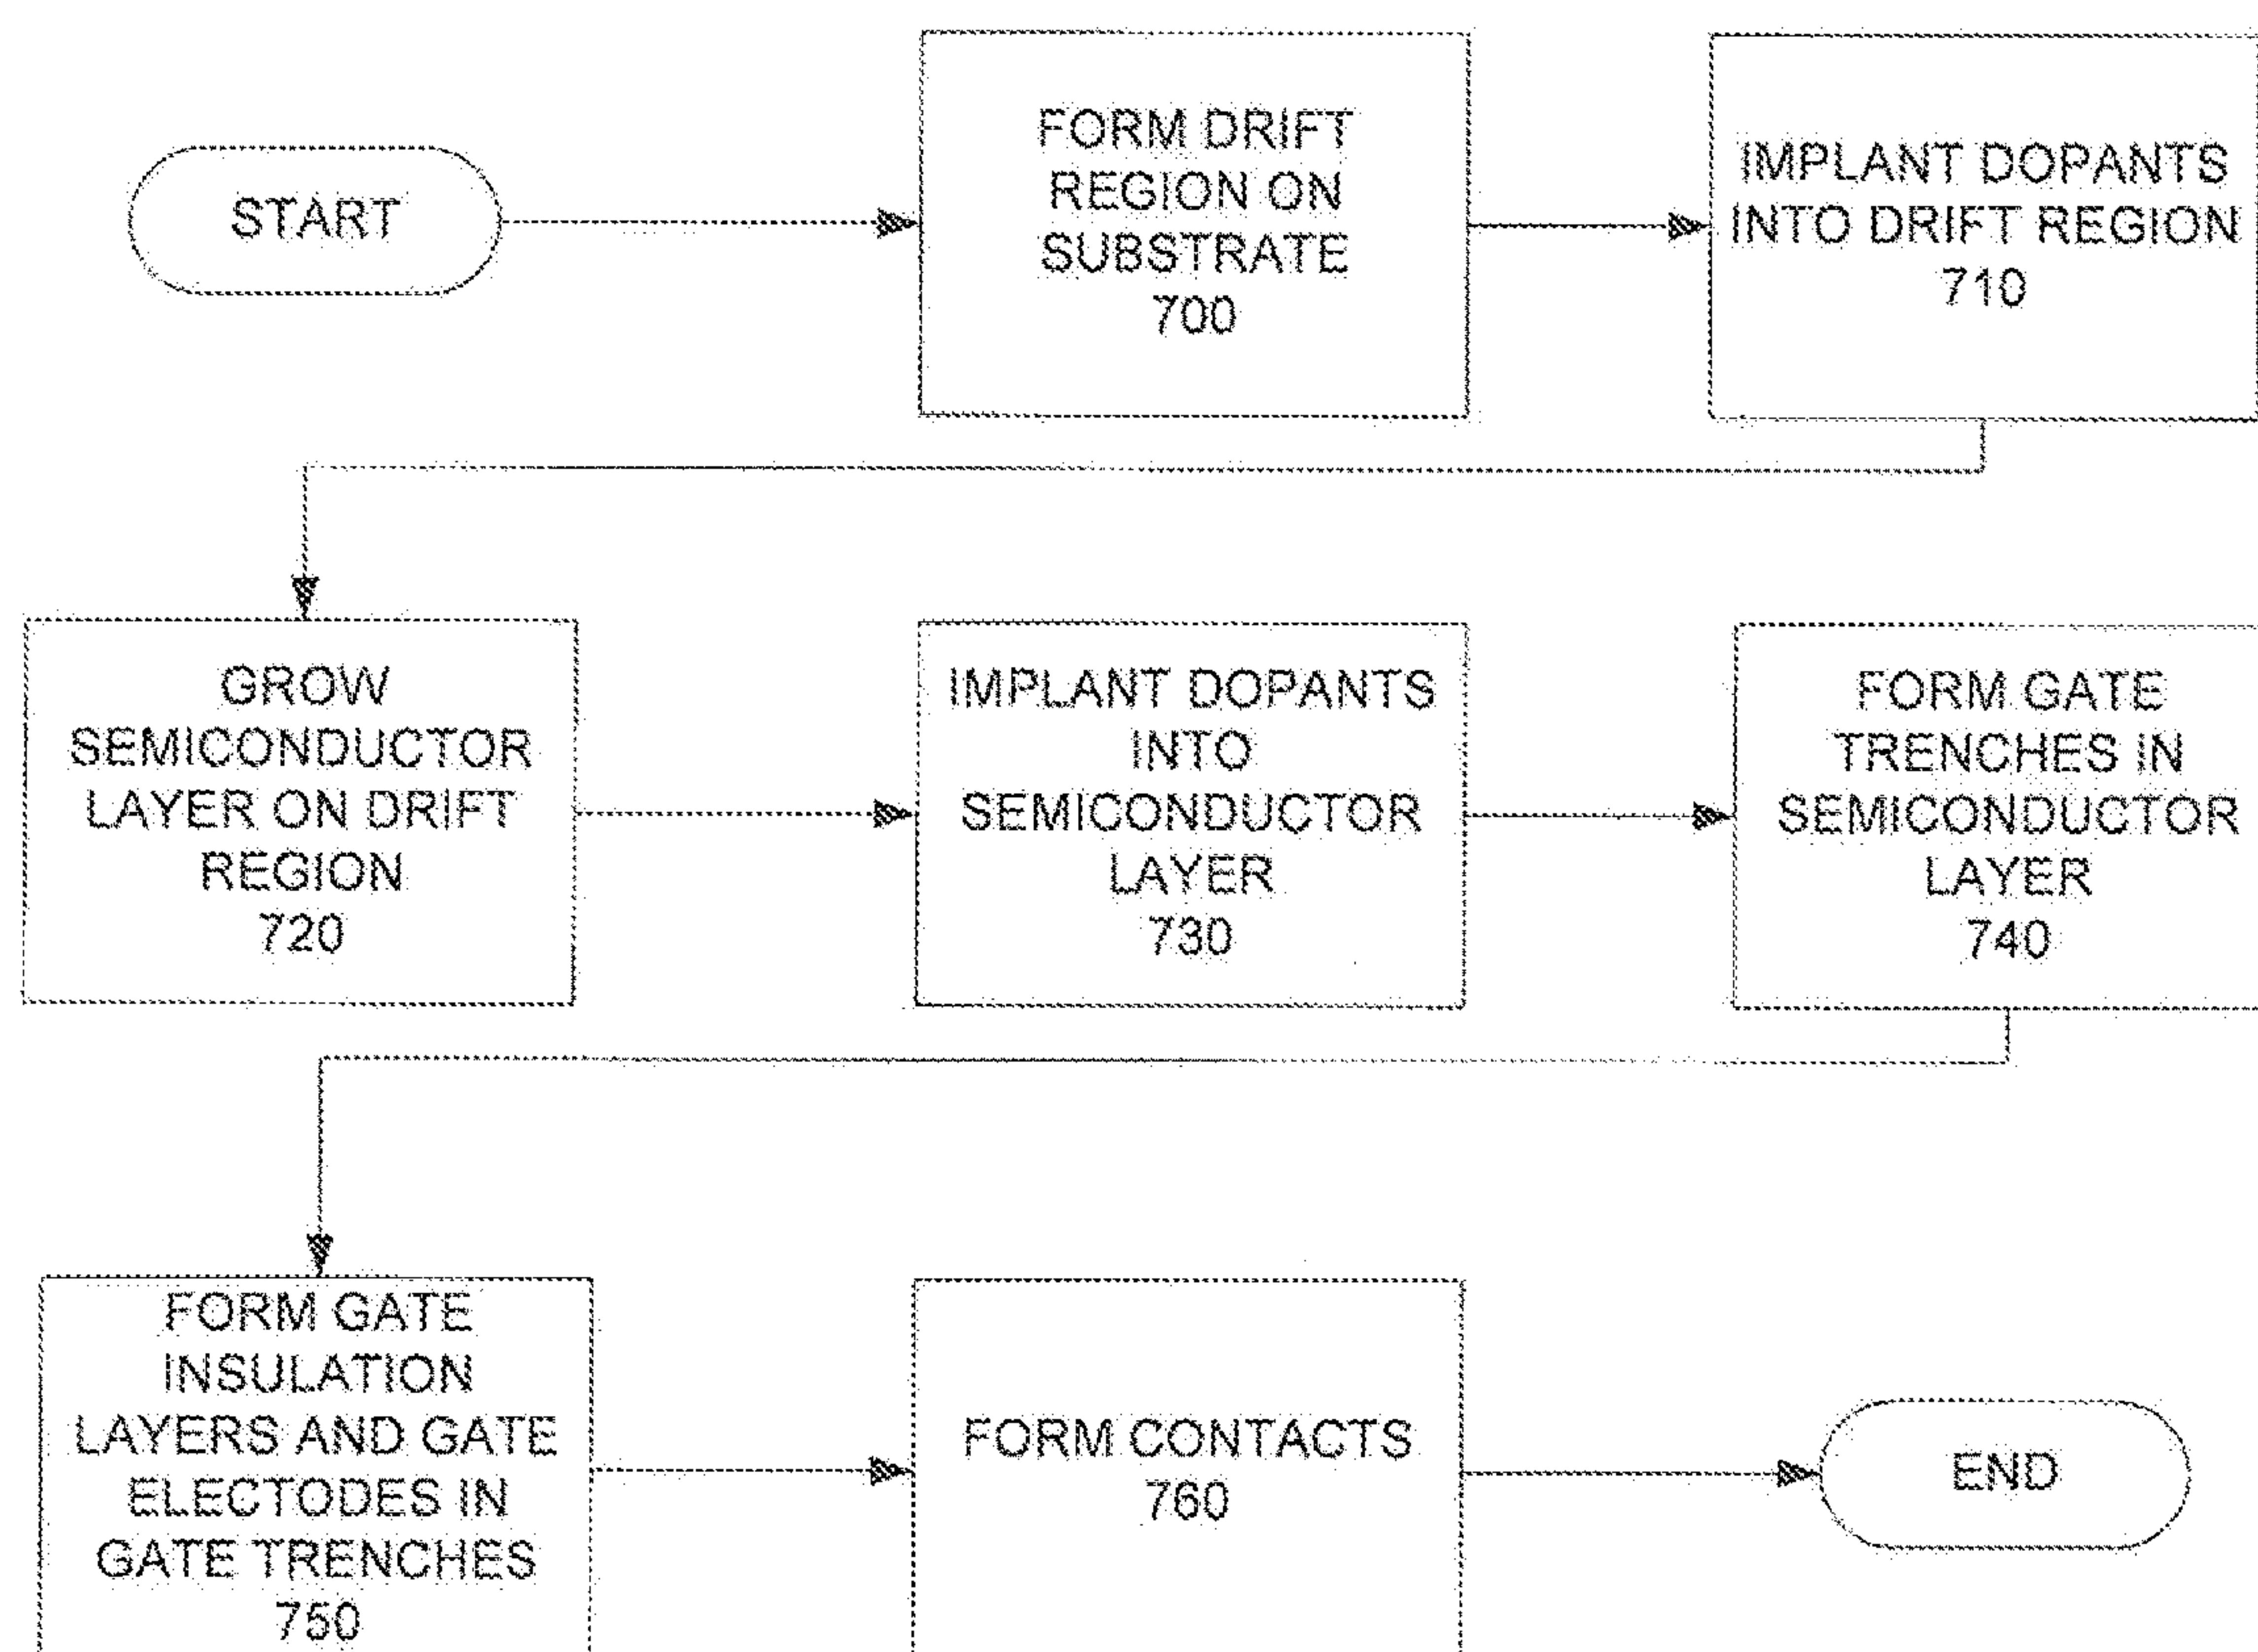 START
FORM DRIFT
REGION ON
SUBSTRATE
700
IMPLANT DOPANTS
INTO DRIFT REGION
710
GROW
SEMICONDUCTOR
LAYER ON DRIFT
REGION
720
IMPLANT DOPANTS
INTO
SEMICONDUCTOR
LAYER
730
FORM GATE
TRENCHES IN
SEMICONDUCTOR
LAYER
740
FORM GATE
INSULATION
LAYERS AND GATE
ELECTODES IN
GATE TRENCHES
750
FORM CONTACTS
760
END